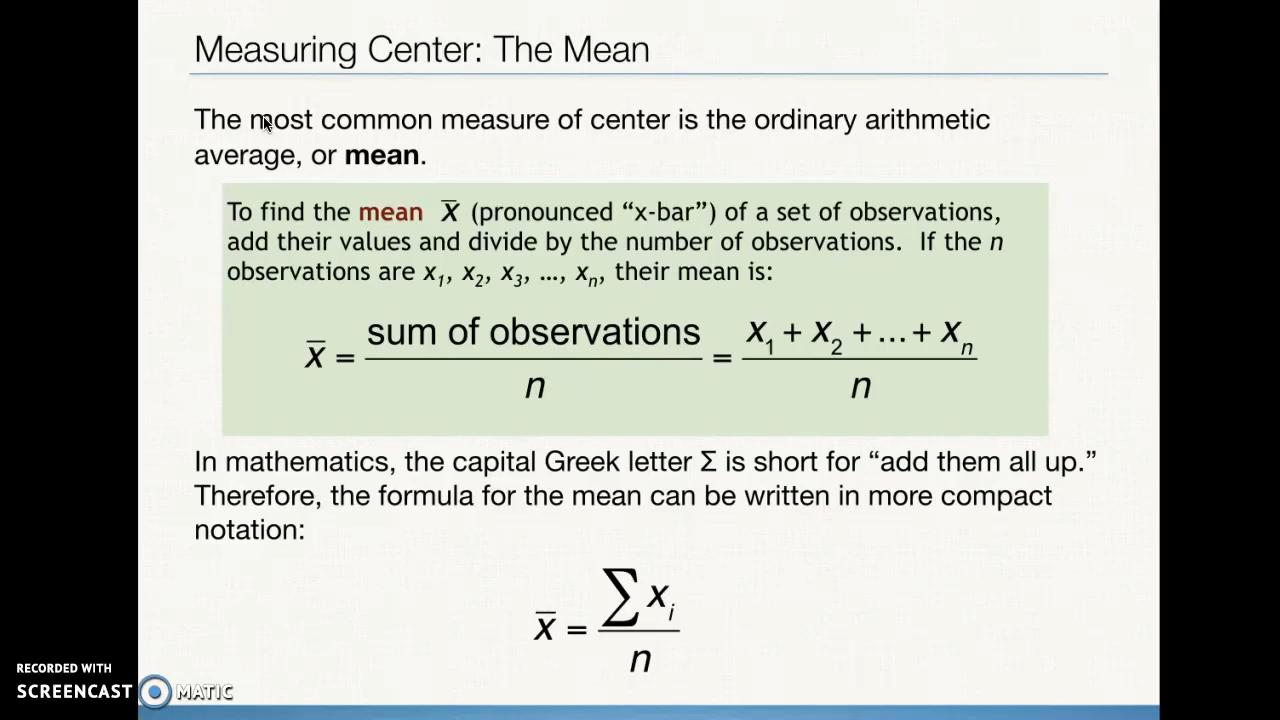 Measuring Center: The Mean
The most common measure of center is the ordinary arithmetic
average, or mean.
To find the mean x̅ (pronounced “x-bar”) of a set of observations,
add their values and divide by the number of observations. If the n
observations are x₁, x₂, x₃, …, xₙ, their mean is:
x̅ = sum of observations / n = x₁ + x₂ + … + xₙ / n
In mathematics, the capital Greek letter Σ is short for “add them all up.”
Therefore, the formula for the mean can be written in more compact
notation:
x̅ = ∑ xᵢ / n
RECORDED WITH
SCREENCAST MATIC